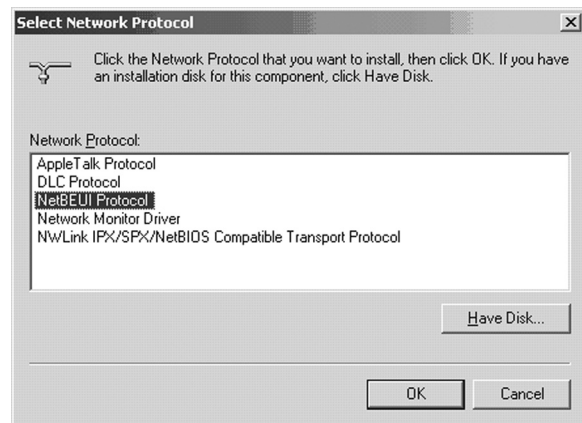 Select Network Protocol
Click the Network Protocol that you want to install, then click OK. If you have
an installation disk for this component, click Have Disk.
Network Protocol:
AppleTalk Protocol
DLC Protocol
NetBEUI Protocol
Network Monitor Driver
NWLink IPX/SPX/NetBIOS Compatible Transport Protocol
Have Disk...
OK
Cancel